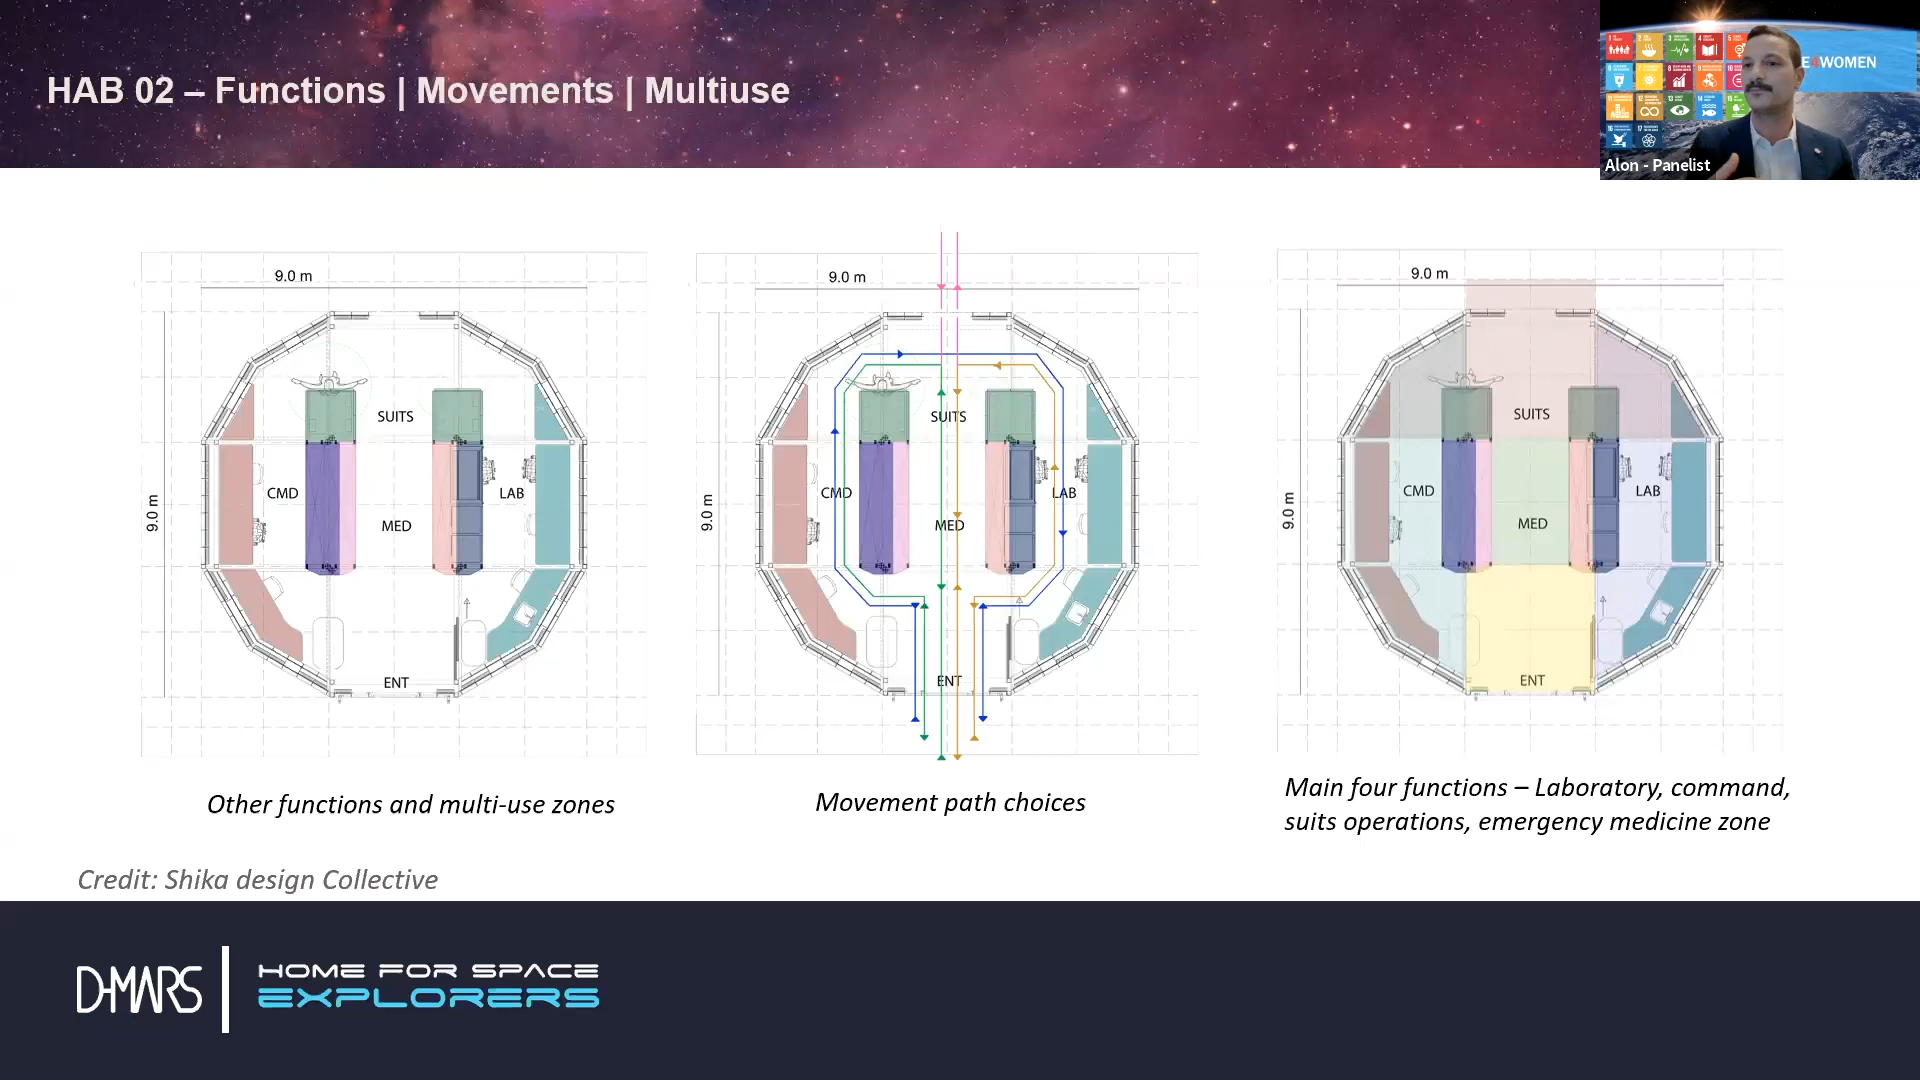 HAB 02 – Functions | Movements | Multiuse
E4WOMEN
Alon - Panelist
9.0 m
9.0 m
SUITS
CMD
LAB
MED
ENT
Other functions and multi-use zones
9.0 m
9.0 m
SUITS
CMD
LAB
MED
ENT
Movement path choices
9.0 m
9.0 m
SUITS
CMD
LAB
MED
ENT
Main four functions – Laboratory, command,
suits operations, emergency medicine zone
Credit: Shika design Collective
D-MARS
HOME FOR SPACE
EXPLORERS